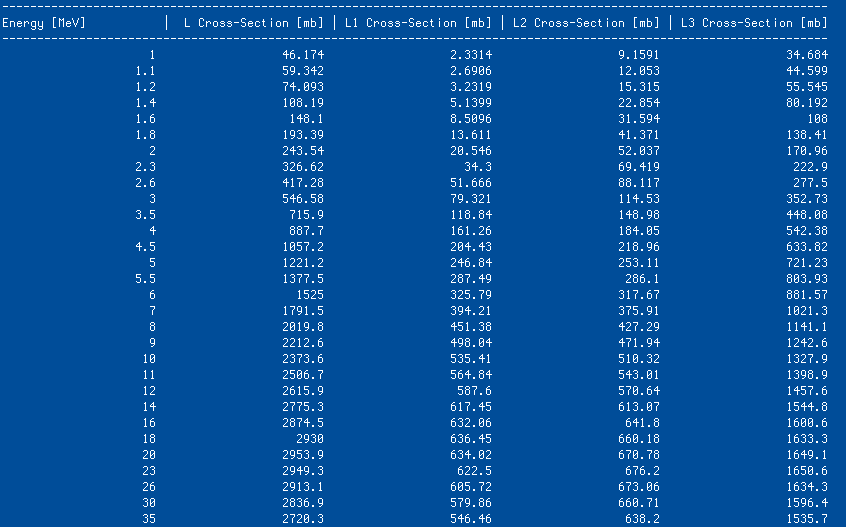 Energy [MeV] | L Cross-Section [mb] | L1 Cross-Section [mb] | L2 Cross-Section [mb] | L3 Cross-Section [mb]
1 46.174 2.3314 9.1591 34.684
1.1 59.342 2.6906 12.053 44.599
1.2 74.093 3.2319 15.315 55.545
1.4 108.19 5.1399 22.854 80.192
1.6 148.1 8.5096 31.594 108
1.8 193.39 13.611 41.371 138.41
2 243.54 20.546 52.037 170.96
2.3 326.62 34.3 69.419 222.9
2.6 417.28 51.666 88.117 277.5
3 546.58 79.321 114.53 352.73
3.5 715.9 118.84 148.98 448.08
4 887.7 161.26 184.05 542.38
4.5 1057.2 204.43 218.96 633.82
5 1221.2 246.84 253.11 721.23
5.5 1377.5 287.49 286.1 803.93
6 1525 325.79 317.67 881.57
7 1791.5 394.21 375.91 1021.3
8 2019.8 451.38 427.29 1141.1
9 2212.6 498.04 471.94 1242.6
10 2373.6 535.41 510.32 1327.9
11 2506.7 564.84 543.01 1398.9
12 2615.9 587.6 570.64 1457.6
14 2775.3 617.45 613.07 1544.8
16 2874.5 632.06 641.8 1600.6
18 2930 636.45 660.18 1633.3
20 2953.9 634.02 670.78 1649.1
23 2949.3 622.5 676.2 1650.6
26 2913.1 605.72 673.06 1634.3
30 2836.9 579.86 660.71 1596.4
35 2720.3 546.46 638.2 1535.7